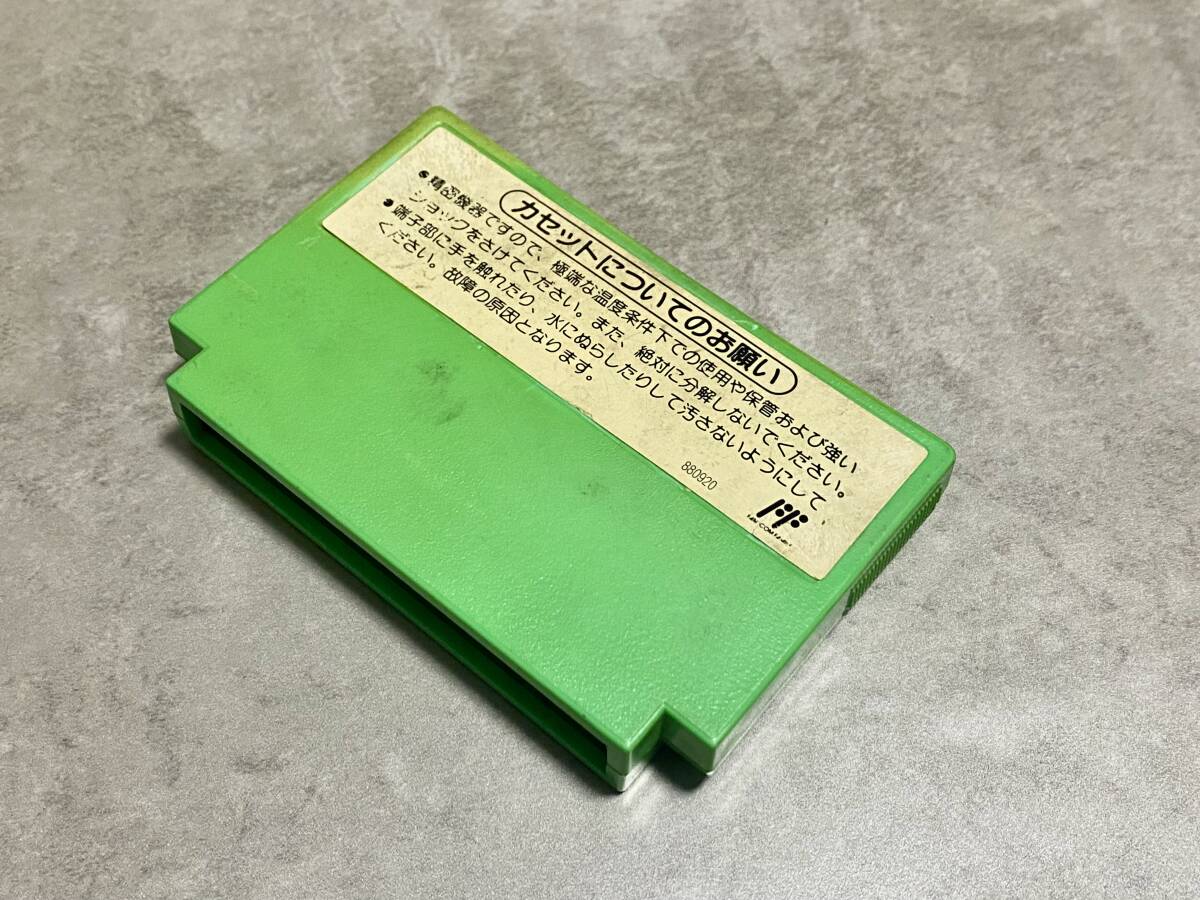 カセットについてのお願い
●精密機器ですので、極端な温度条件下での使用や保管および強い
ショックをさけてください。また、絶対に分解しないでください。
●端子部に手を触れたり、水にぬらしたりして汚さないようにして
ください。故障の原因となります。
880920